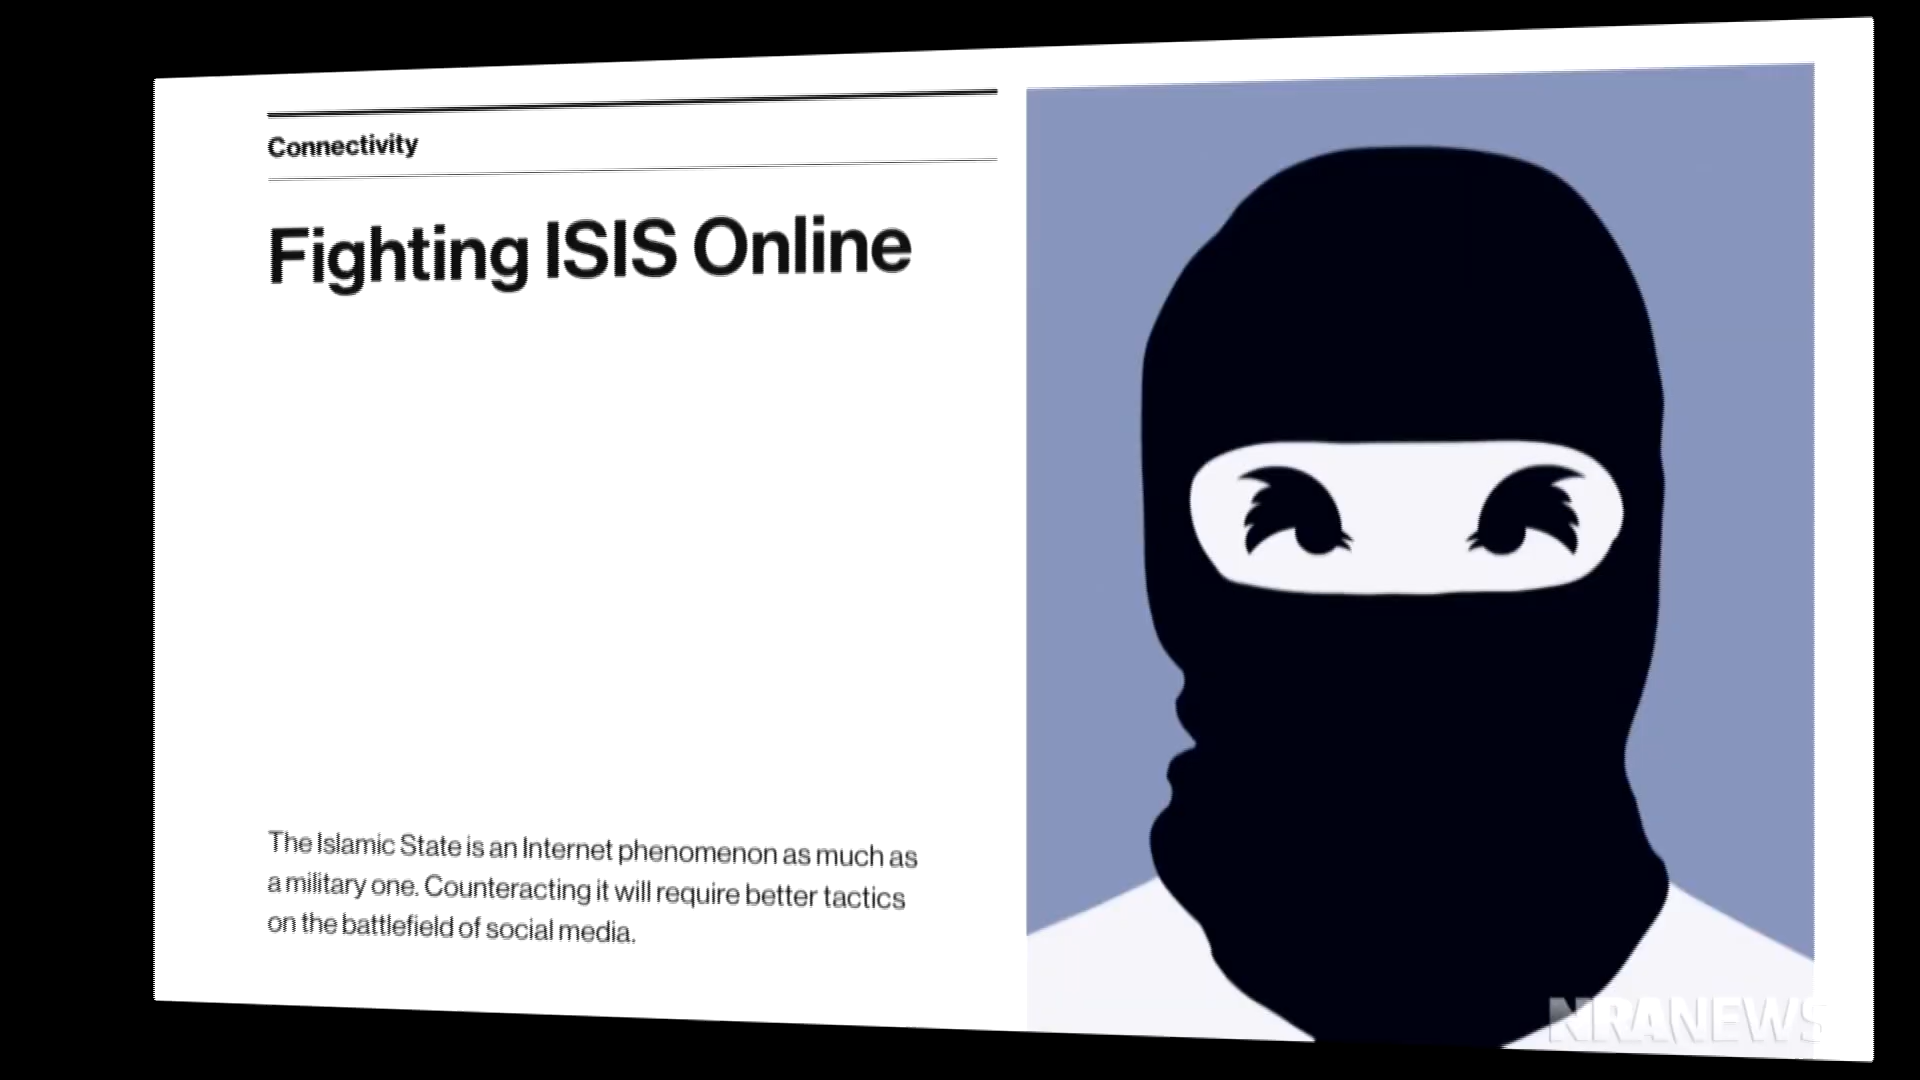 Connectivity
Fighting ISIS Online
The Islamic State is an Internet phenomenon as much as
a military one. Counteracting it will require better tactics
on the battlefield of social media.
NRANEWS